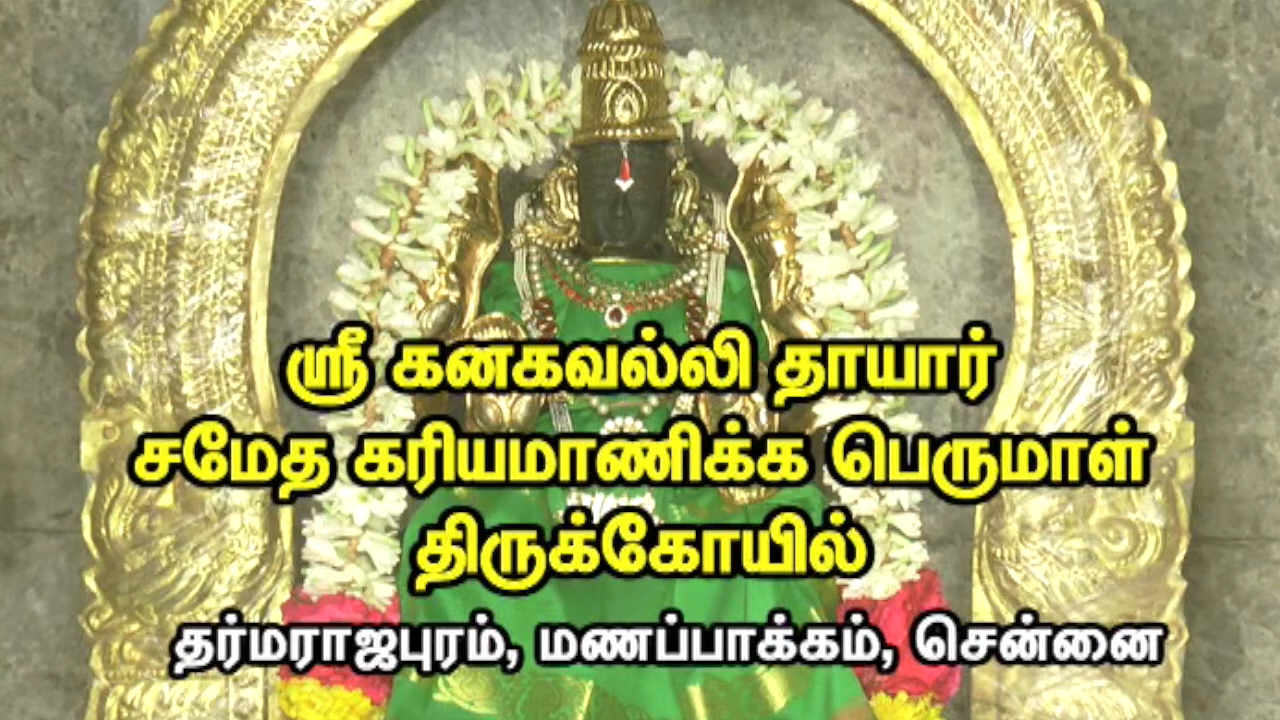 ஸ்ரீ கனகவல்லி தாயார்
சமேத கரியமாணிக்க பெருமாள்
திருக்கோயில்
தர்மராஜபுரம், மணப்பாக்கம், சென்னை